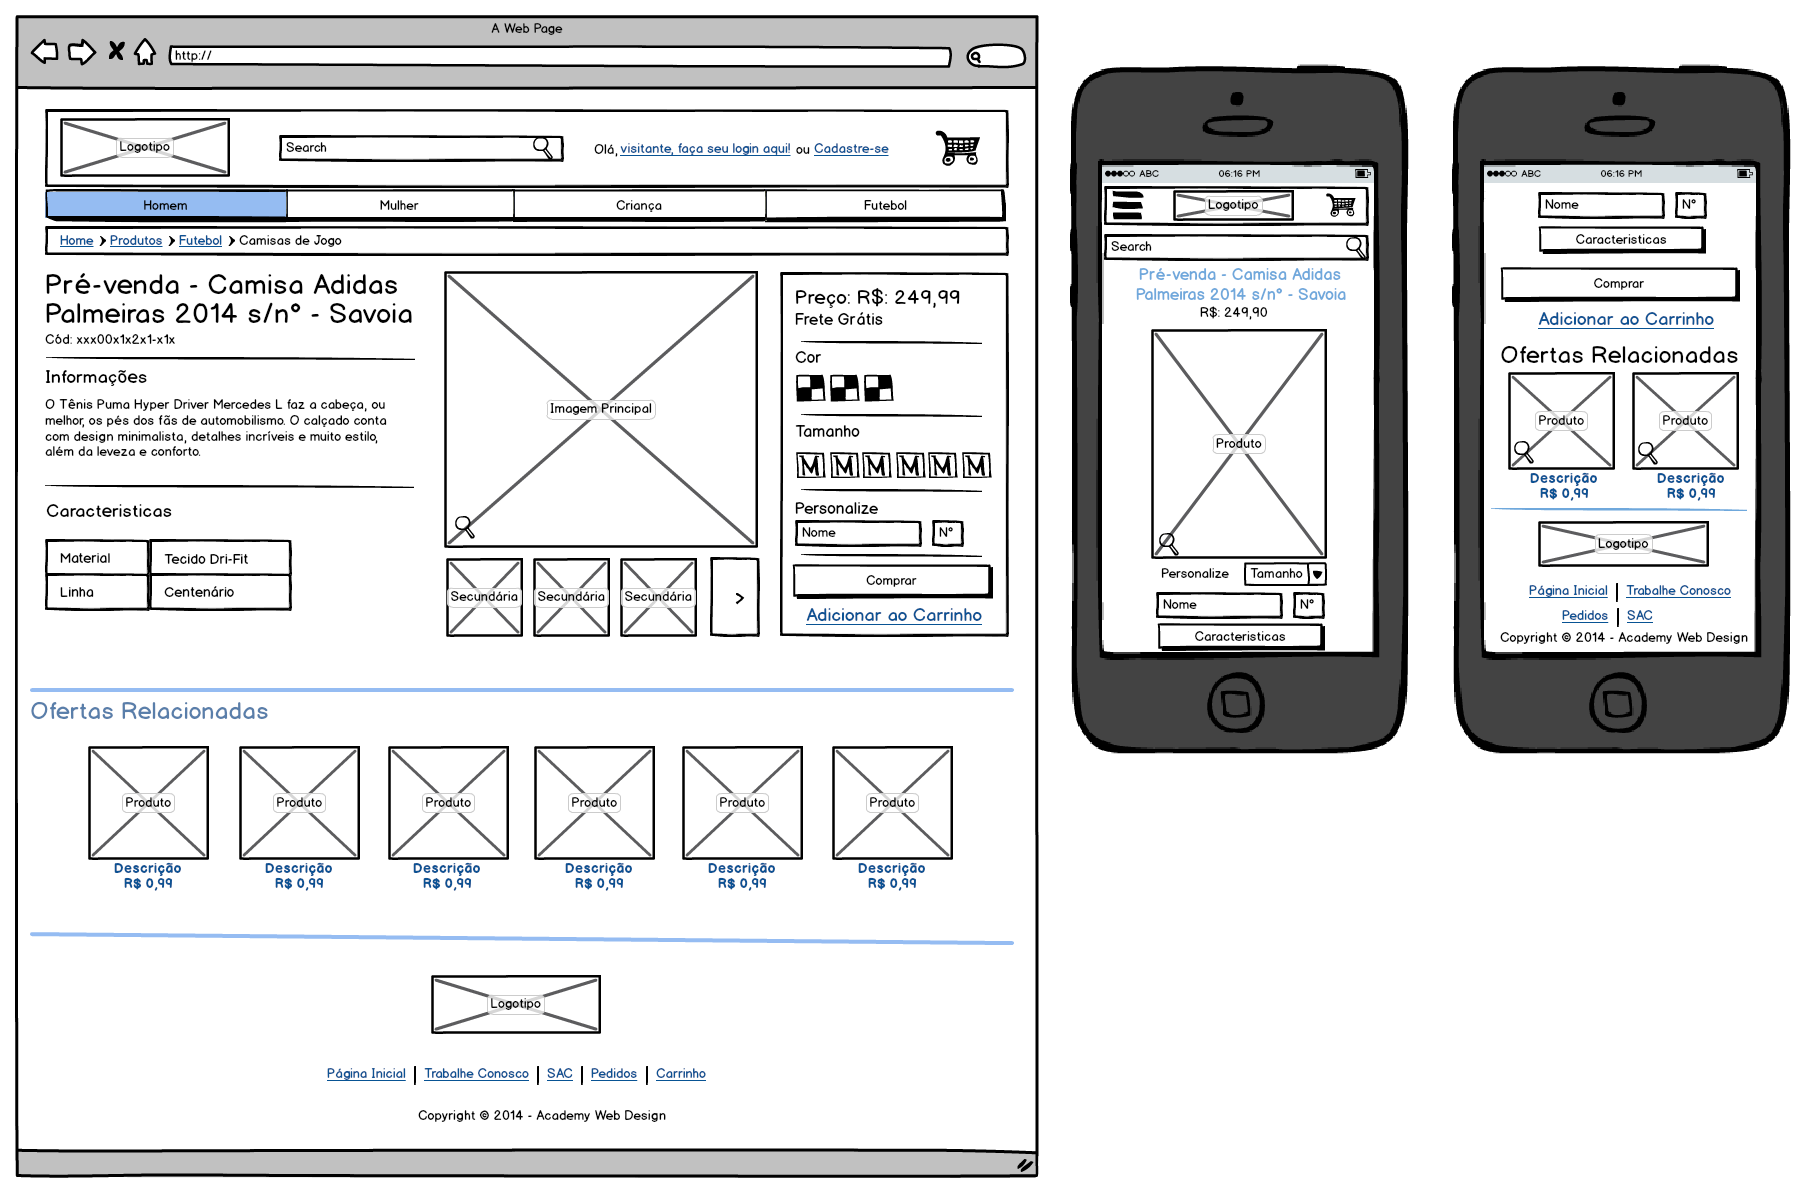 A Web Page
http://
Logotipo
Search
Olá, visitante, faça seu login aqui! ou Cadastre-se
Homem
Mulher
Criança
Futebol
Home
Produtos
Futebol
Camisas de Jogo
Pré-venda - Camisa Adidas
Palmeiras 2014 s/n° - Savoia
Cód: xxx00x1x2x1-x1x
Informações
O Tênis Puma Hyper Driver Mercedes L faz a cabeça, ou
melhor, os pés dos fãs de automobilismo. O calçado conta
com design minimalista, detalhes incríveis e muito estilo,
além da leveza e conforto.
Caracteristicas
Material
Tecido Dri-Fit
Linha
Centenário
Imagem Principal
Secundária
Secundária
Secundária
>
Preço: R$: 249,99
Frete Grátis
Cor
Tamanho
M M M M M M
Personalize
Nome
N°
Comprar
Adicionar ao Carrinho
Ofertas Relacionadas
Produto
Produto
Produto
Produto
Produto
Produto
Descrição
R$ 0,99
Descrição
R$ 0,99
Descrição
R$ 0,99
Descrição
R$ 0,99
Descrição
R$ 0,99
Descrição
R$ 0,99
Logotipo
Página Inicial | Trabalhe Conosco | SAC | Pedidos | Carrinho
Copyright © 2014 - Academy Web Design
ABC
06:16 PM
Logotipo
Search
Pré-venda - Camisa Adidas
Palmeiras 2014 s/n° - Savoia
R$: 249,90
Produto
Personalize
Tamanho
Nome
N°
Caracteristicas
ABC
06:16 PM
Nome
N°
Caracteristicas
Comprar
Adicionar ao Carrinho
Ofertas Relacionadas
Produto
Produto
Descrição
R$ 0,99
Descrição
R$ 0,99
Logotipo
Página Inicial | Trabalhe Conosco
Pedidos | SAC
Copyright © 2014 - Academy Web Design